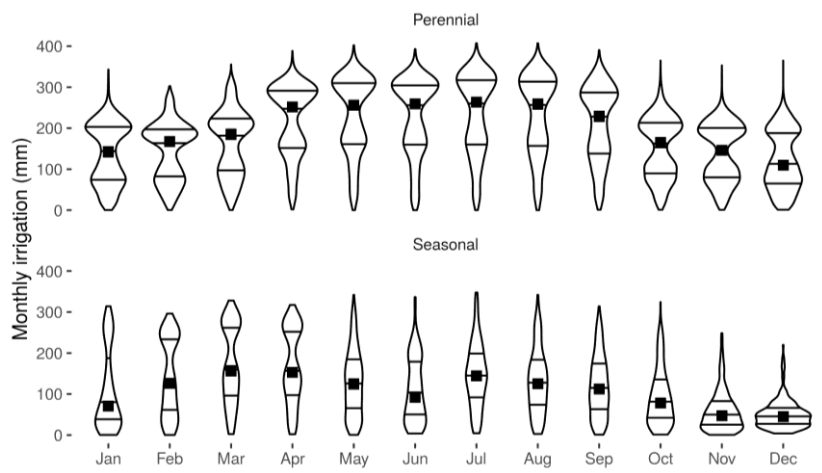 Perennial
400
300
200
100
0
Monthly irrigation (mm)
Seasonal
400
300
200
100
0
Jan Feb Mar Apr May Jun Jul Aug Sep Oct Nov Dec